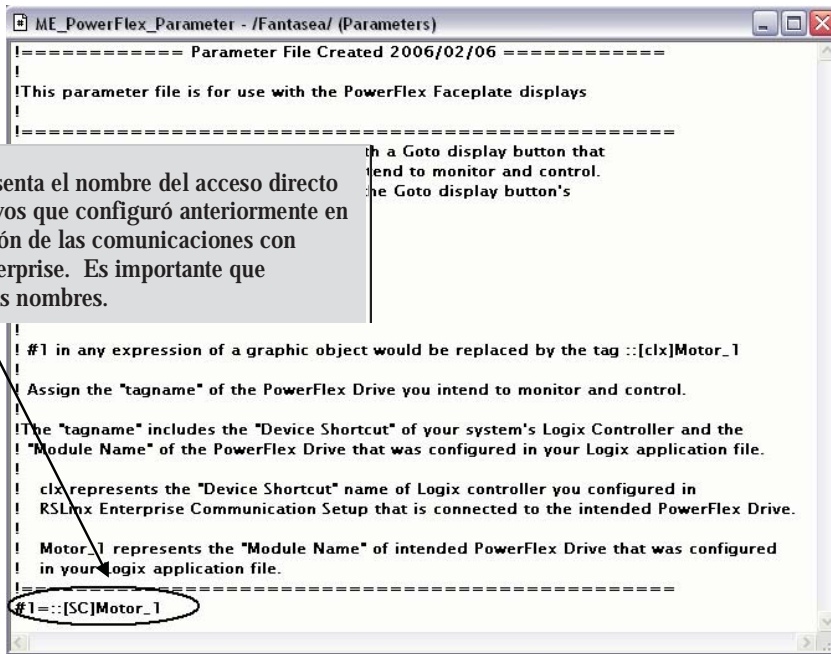 ME_PowerFlex_Parameter - /Fantasea/ (Parameters)
!============ Parameter File Created 2006/02/06 ============
!
!This parameter file is for use with the PowerFlex Faceplate displays
!
!================================================
a Goto display button that
tend to monitor and control.
he Goto display button's
senta el nombre del acceso directo
vos que configuró anteriormente en
ón de las comunicaciones con
erprise. Es importante que
s nombres.
!
! #1 in any expression of a graphic object would be replaced by the tag ::[clx]Motor_1
!
! Assign the "tagname" of the PowerFlex Drive you intend to monitor and control.
!
!The "tagname" includes the "Device Shortcut" of your system's Logix Controller and the
! "Module Name" of the PowerFlex Drive that was configured in your Logix application file.
!
! clx represents the "Device Shortcut" name of Logix controller you configured in
! RSLinx Enterprise Communication Setup that is connected to the intended PowerFlex Drive.
!
! Motor_1 represents the "Module Name" of intended PowerFlex Drive that was configured
! in your Logix application file.
!================================================
#1=::[SC]Motor_1